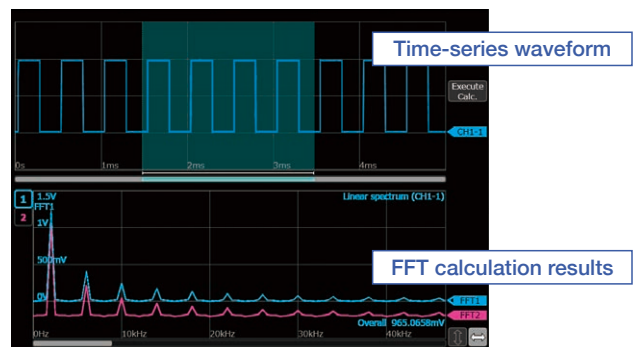 Time-series waveform
Execute
Calc.
CH1-1
0s 1ms 2ms 3ms 4ms
1 1.5V Linear spectrum (CH1-1)
FFT1
2
1V
500mV
FFT calculation results
0V
FFT1
FFT2
Overall 965.0658mV
0Hz 10kHz 20kHz 30kHz 40kHz